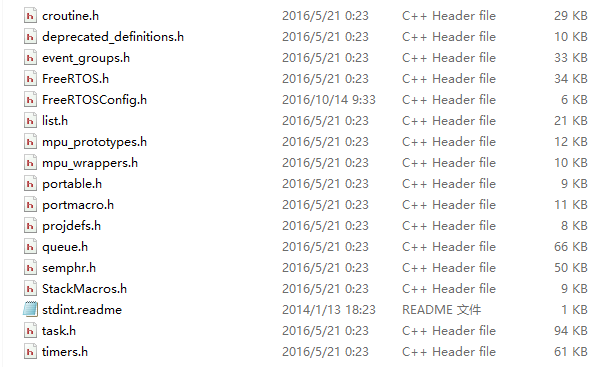 croutine.h 2016/5/21 0:23 C++ Header file 29 KB
deprecated_definitions.h 2016/5/21 0:23 C++ Header file 10 KB
event_groups.h 2016/5/21 0:23 C++ Header file 33 KB
FreeRTOS.h 2016/5/21 0:23 C++ Header file 34 KB
FreeRTOSConfig.h 2016/10/14 9:33 C++ Header file 6 KB
list.h 2016/5/21 0:23 C++ Header file 21 KB
mpu_prototypes.h 2016/5/21 0:23 C++ Header file 12 KB
mpu_wrappers.h 2016/5/21 0:23 C++ Header file 10 KB
portable.h 2016/5/21 0:23 C++ Header file 9 KB
portmacro.h 2016/5/21 0:23 C++ Header file 11 KB
projdefs.h 2016/5/21 0:23 C++ Header file 8 KB
queue.h 2016/5/21 0:23 C++ Header file 66 KB
semphr.h 2016/5/21 0:23 C++ Header file 50 KB
StackMacros.h 2016/5/21 0:23 C++ Header file 9 KB
stdint.readme 2014/1/13 18:23 README 文件 1 KB
task.h 2016/5/21 0:23 C++ Header file 94 KB
timers.h 2016/5/21 0:23 C++ Header file 61 KB